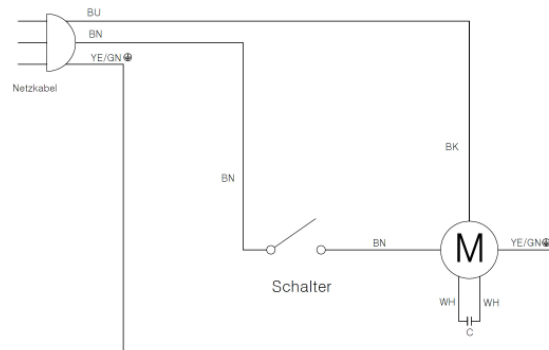 BU
BN
YE/GN
Netzkabel
BK
BN
BN
M
YE/GN
Schalter
WH
WH
C